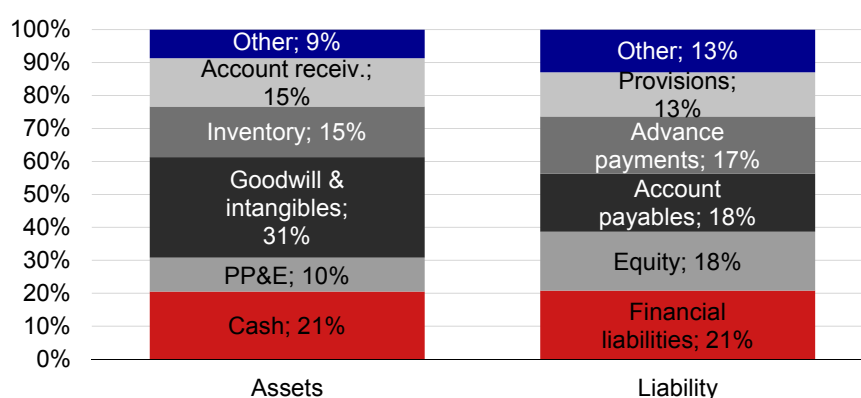 100%
90%
80%
70%
60%
50%
40%
30%
20%
10%
0%
Other; 9%
Account receiv.;
15%
Inventory; 15%
Goodwill &
intangibles;
31%
PP&E; 10%
Cash; 21%
Assets
Other; 13%
Provisions;
13%
Advance
payments; 17%
Account
payables; 18%
Equity; 18%
Financial
liabilities; 21%
Liability